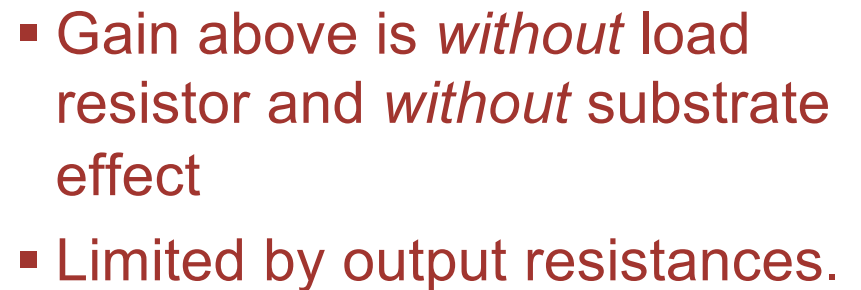 ▪ Gain above is without load
resistor and without substrate
effect
▪ Limited by output resistances.